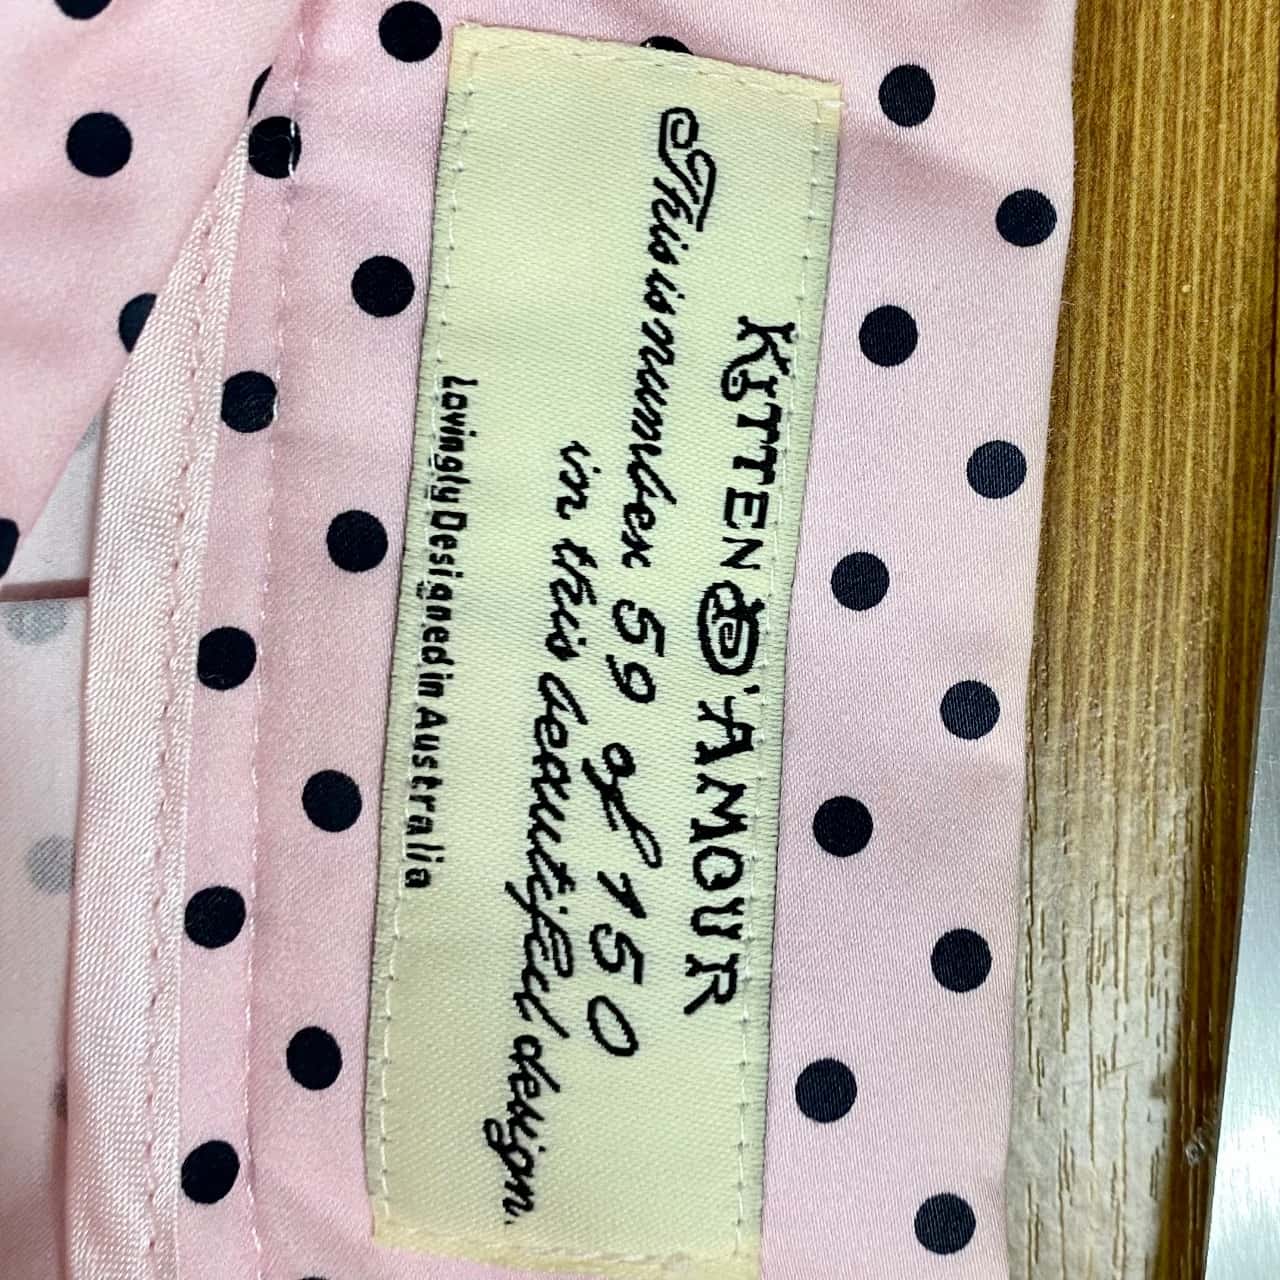 KITTEN D'AMOUR
This is number 59 of 150
in this beautiful design.
Lovingly Designed in Australia